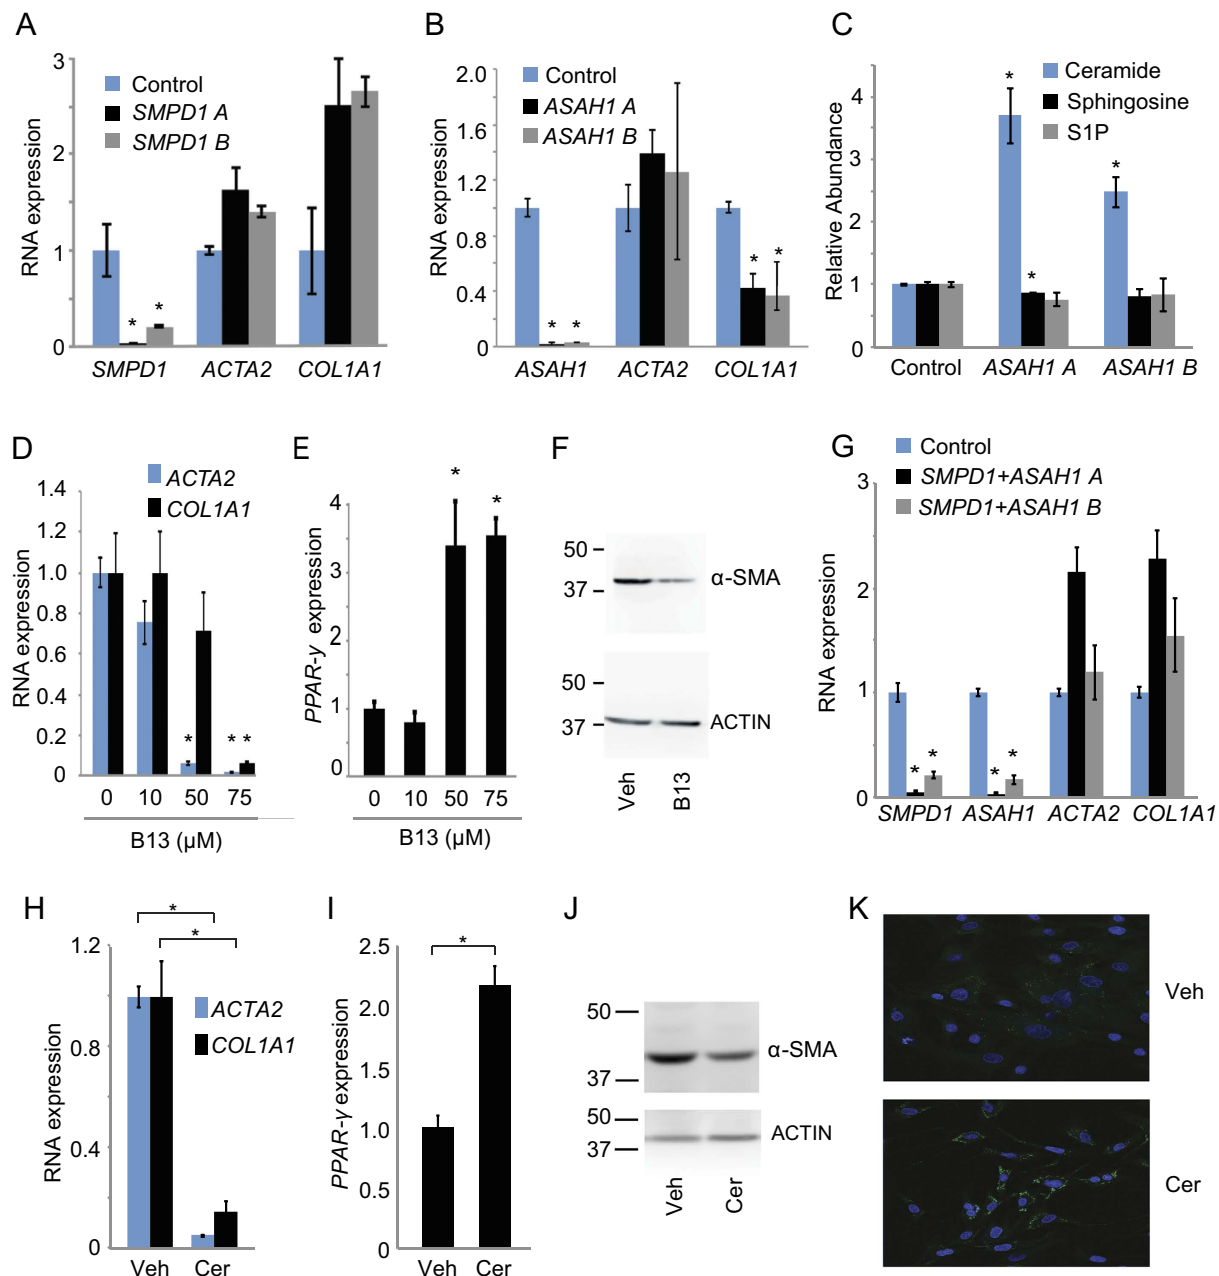 A
RNA expression
3
2
1
0
Control
SMPD1 A
SMPD1 B
SMPD1 ACTA2 COL1A1
* *
B
RNA expression
2.0
1.6
1.2
0.8
0.4
0
Control
ASAH1 A
ASAH1 B
* * * *
ASAH1 ACTA2 COL1A1
C
Relative Abundance
4
3
2
1
0
Ceramide
Sphingosine
S1P
* * *
Control ASAH1 A ASAH1 B
D
RNA expression
ACTA2
COL1A1
1.4
1.2
1.0
0.8
0.6
0.4
0.2
0
* * *
0 10 50 75
B13 (µM)
E
PPAR-γ expression
4
3
2
1
0
* *
0 10 50 75
B13 (µM)
F
50
37
α-SMA
50
37
ACTIN
Veh B13
G
Control
SMPD1+ASAH1 A
SMPD1+ASAH1 B
RNA expression
3
2
1
0
* * * *
SMPD1 ASAH1 ACTA2 COL1A1
H
*
*
RNA expression
1.2
0.8
0.4
0
ACTA2
COL1A1
Veh Cer
I
*
PPAR-γ expression
2.5
2.0
1.5
1.0
0.5
0
Veh Cer
J
50
37
α-SMA
50
37
ACTIN
Veh Cer
K
Veh
Cer